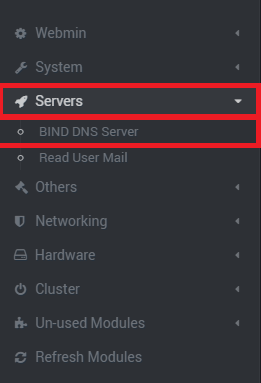 Webmin
System
Servers
BIND DNS Server
Read User Mail
Others
Networking
Hardware
Cluster
Un-used Modules
Refresh Modules